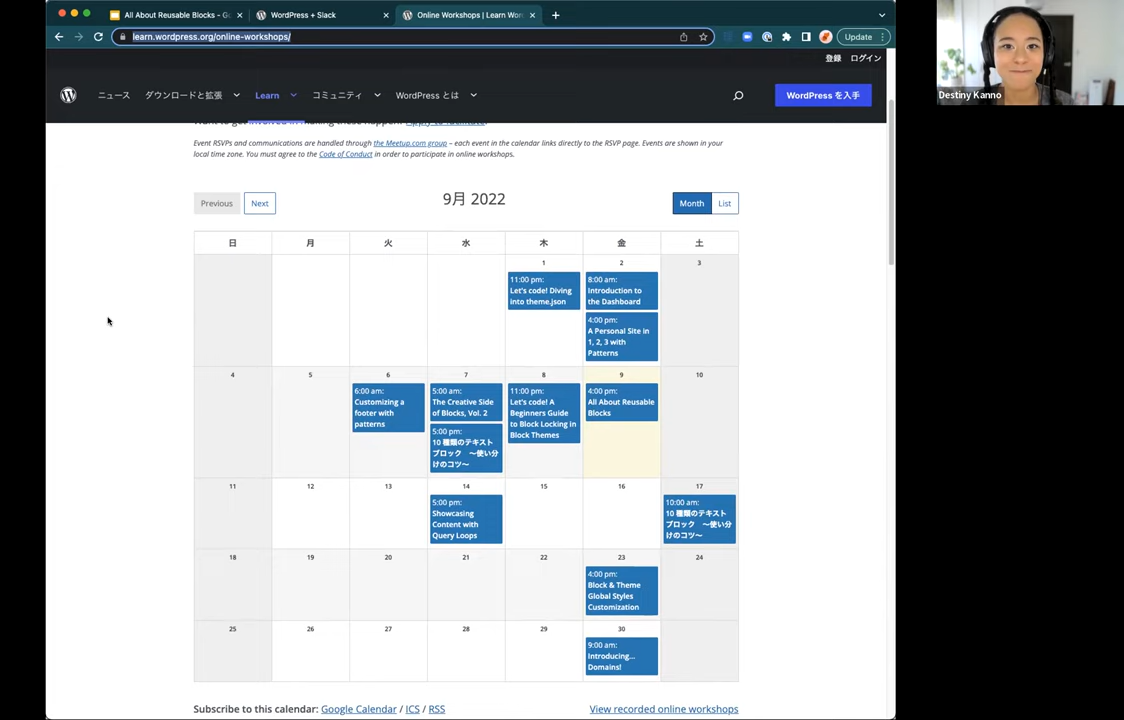 All About Reusable Blocks - G
WordPress + Slack
Online Workshops | Learn Wor
learn.wordpress.org/online-workshops/
Update
Destiny Kanno
登録 ログイン
ニュース ダウンロードと拡張 Learn コミュニティ WordPress とは WordPress を入手
Want to get involved in making these happen? Apply to facilitate!
Event RSVPs and communications are handled through the Meetup.com group – each event in the calendar links directly to the RSVP page. Events are shown in your
local time zone. You must agree to the Code of Conduct in order to participate in online workshops.
Previous Next 9月 2022 Month List
日 月 火 水 木 金 土
1 2 3
11:00 pm:
Let's code! Diving
into theme.json
8:00 am:
Introduction to
the Dashboard
4:00 pm:
A Personal Site in
1, 2, 3 with
Patterns
4 5 6 7 8 9 10
6:00 am:
Customizing a
footer with
patterns
5:00 am:
The Creative Side
of Blocks, Vol. 2
5:00 pm:
10 種類のテキスト
ブロック ～使い分
けのコツ～
11:00 pm:
Let's code! A
Beginners Guide
to Block Locking in
Block Themes
4:00 pm:
All About Reusable
Blocks
11 12 13 14 15 16 17
5:00 pm:
Showcasing
Content with
Query Loops
10:00 am:
10 種類のテキスト
ブロック ～使い分
けのコツ～
18 19 20 21 22 23 24
4:00 pm:
Block & Theme
Global Styles
Customization
25 26 27 28 29 30
9:00 am:
Introducing...
Domains!
Subscribe to this calendar: Google Calendar / ICS / RSS View recorded online workshops